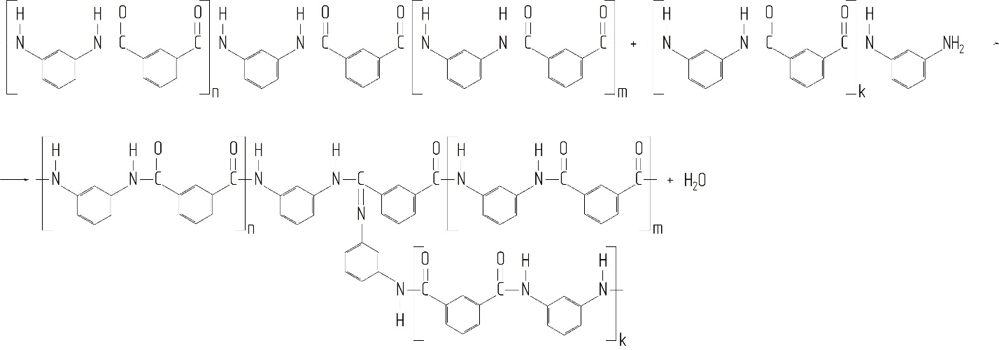 H H O O H H O O H H O O H H O O H
N N C C N N C C N N C C + N N C C N NH₂
n m k
H H O O H H O H H O O
N N C C N N C C N N C C + H₂O
N
n m
O O H H
N C C N N
H
k